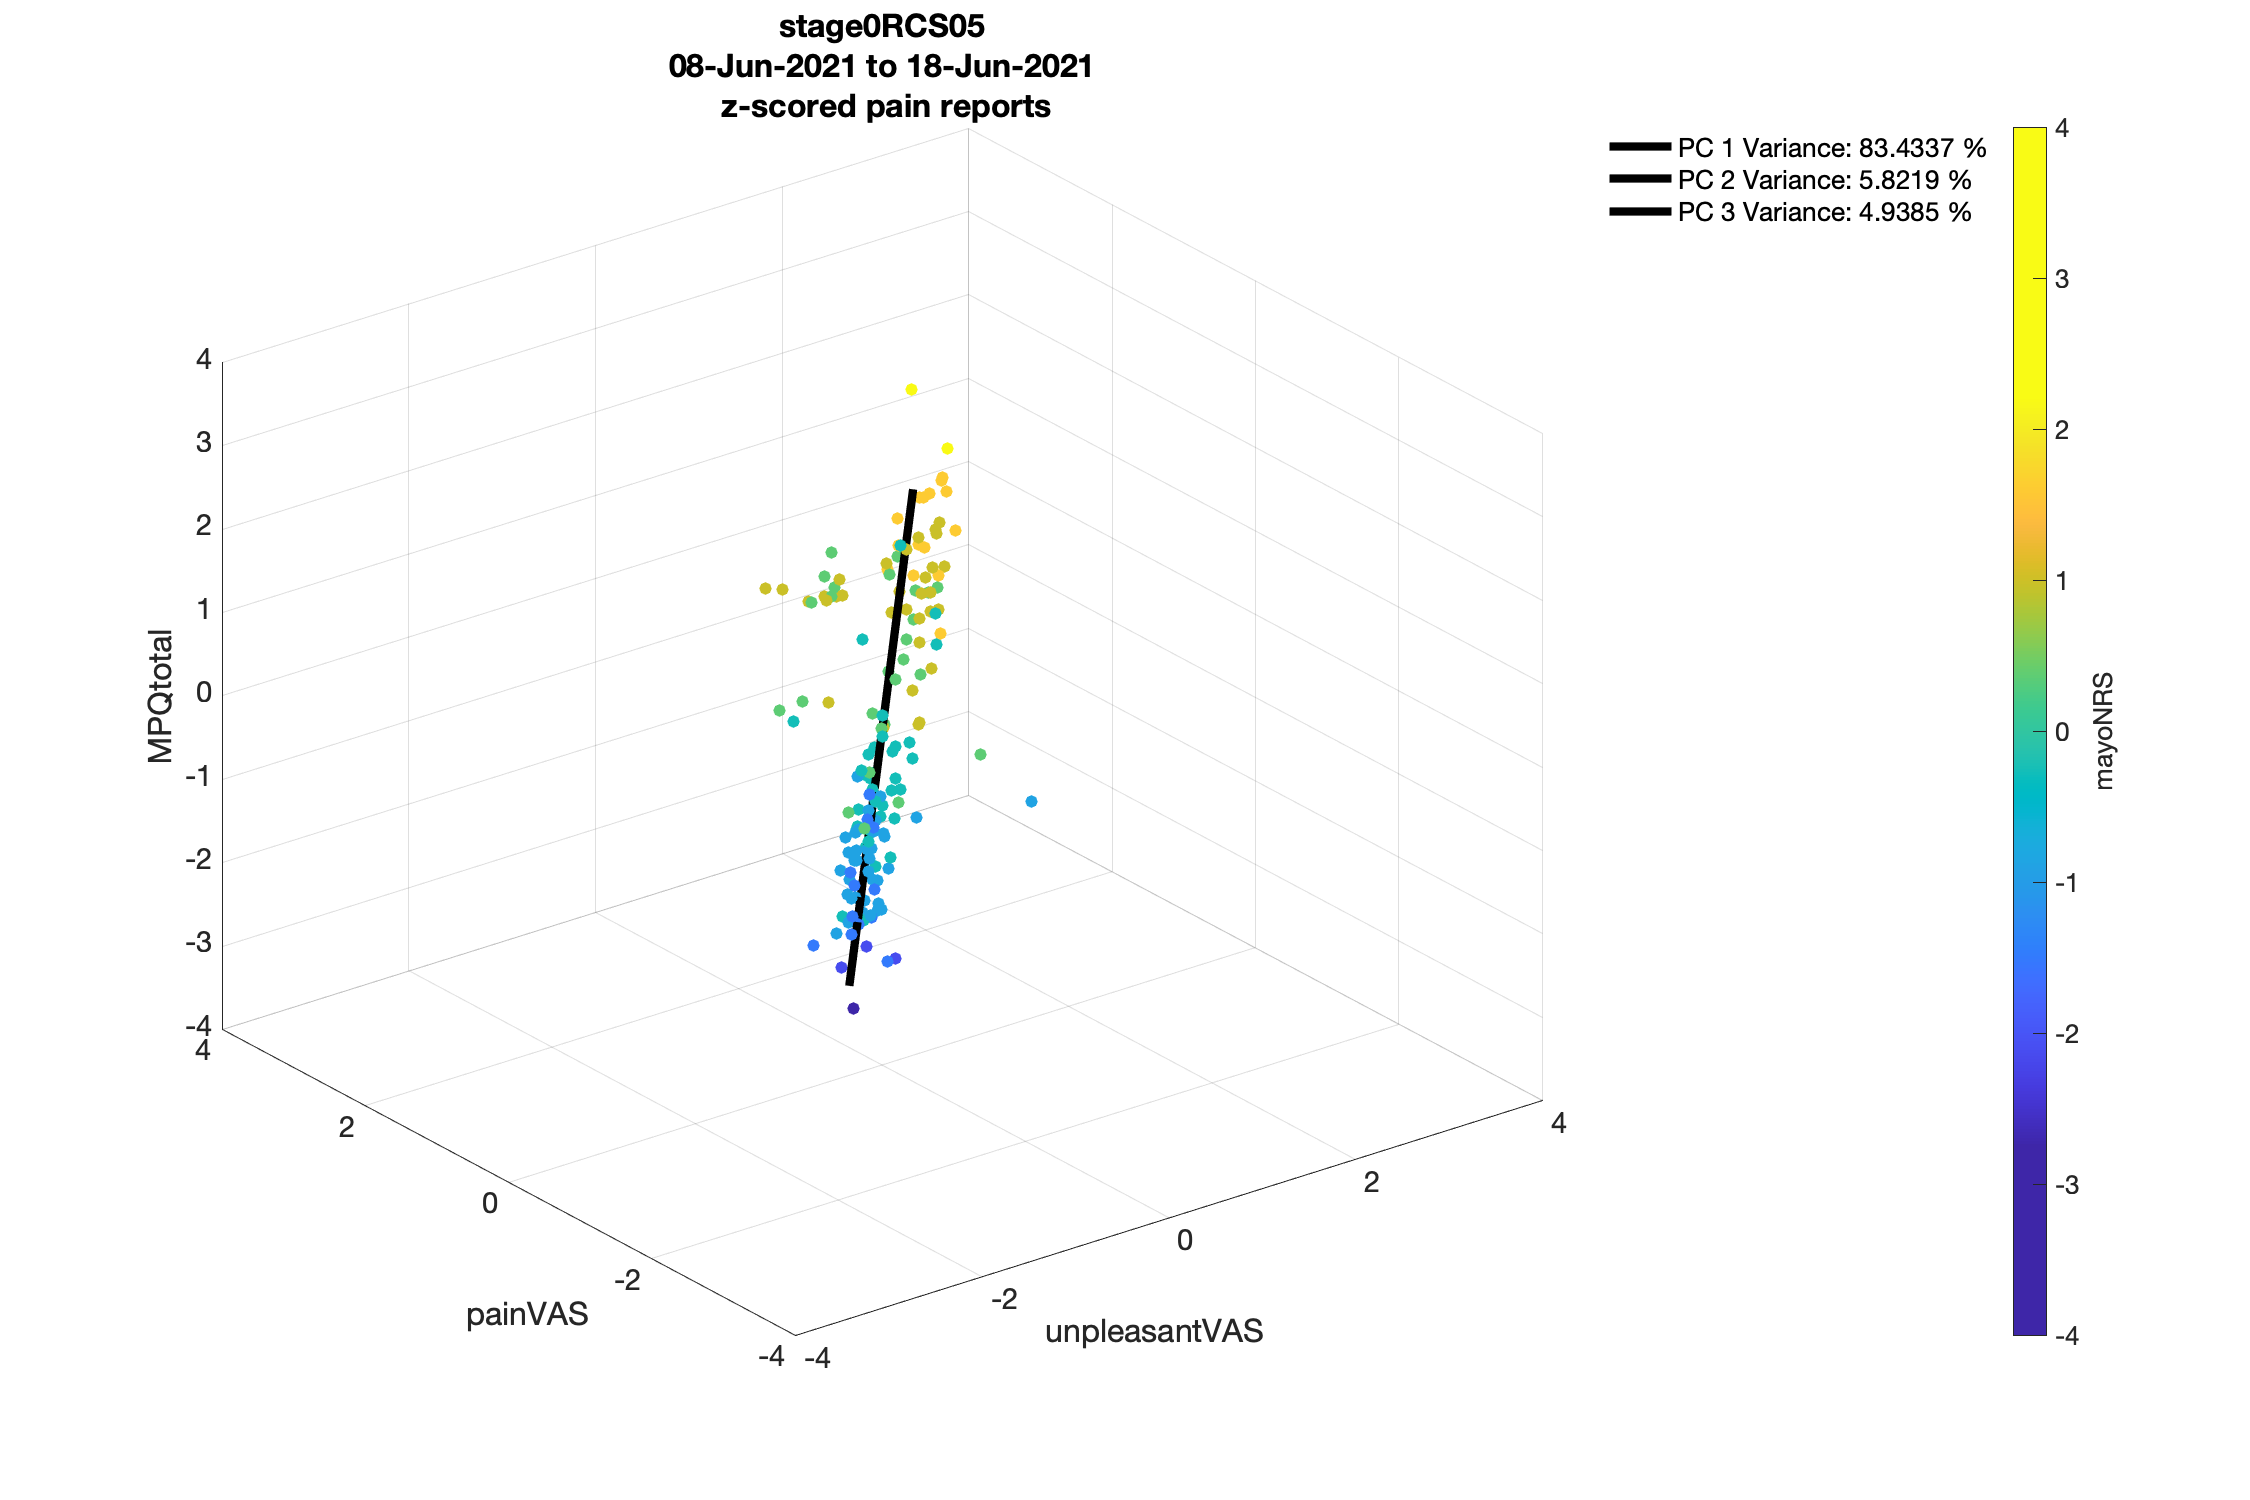 stage0RCS05
08-Jun-2021 to 18-Jun-2021
z-scored pain reports
PC 1 Variance: 83.4337 %
PC 2 Variance: 5.8219 %
PC 3 Variance: 4.9385 %
4
3
2
1
0
-1
-2
-3
-4
MPQtotal
4
2
0
-2
-4
painVAS
-4
-2
0
2
4
unpleasantVAS
4
3
2
1
0
-1
-2
-3
-4
mayoNRS